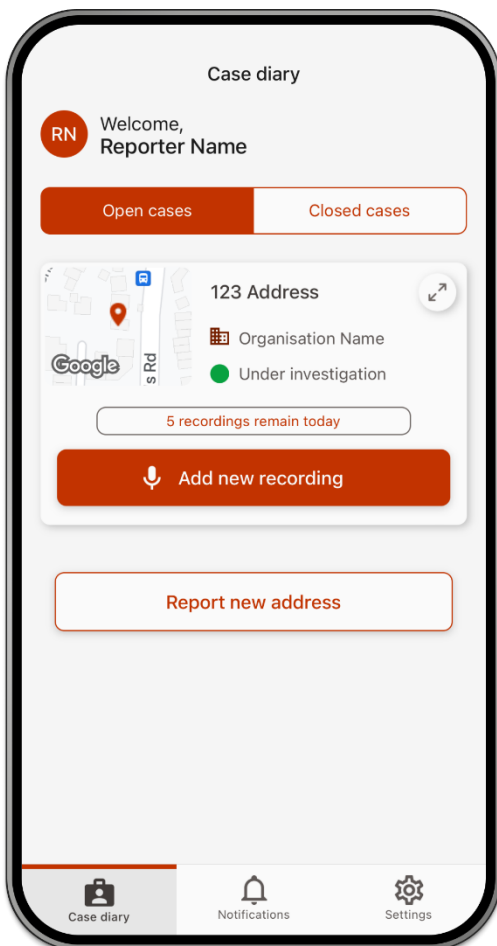 Case diary
RN
Welcome,
Reporter Name
Open cases
Closed cases
123 Address
Google
s Rd
Organisation Name
Under investigation
5 recordings remain today
Add new recording
Report new address
Case diary
Notifications
Settings